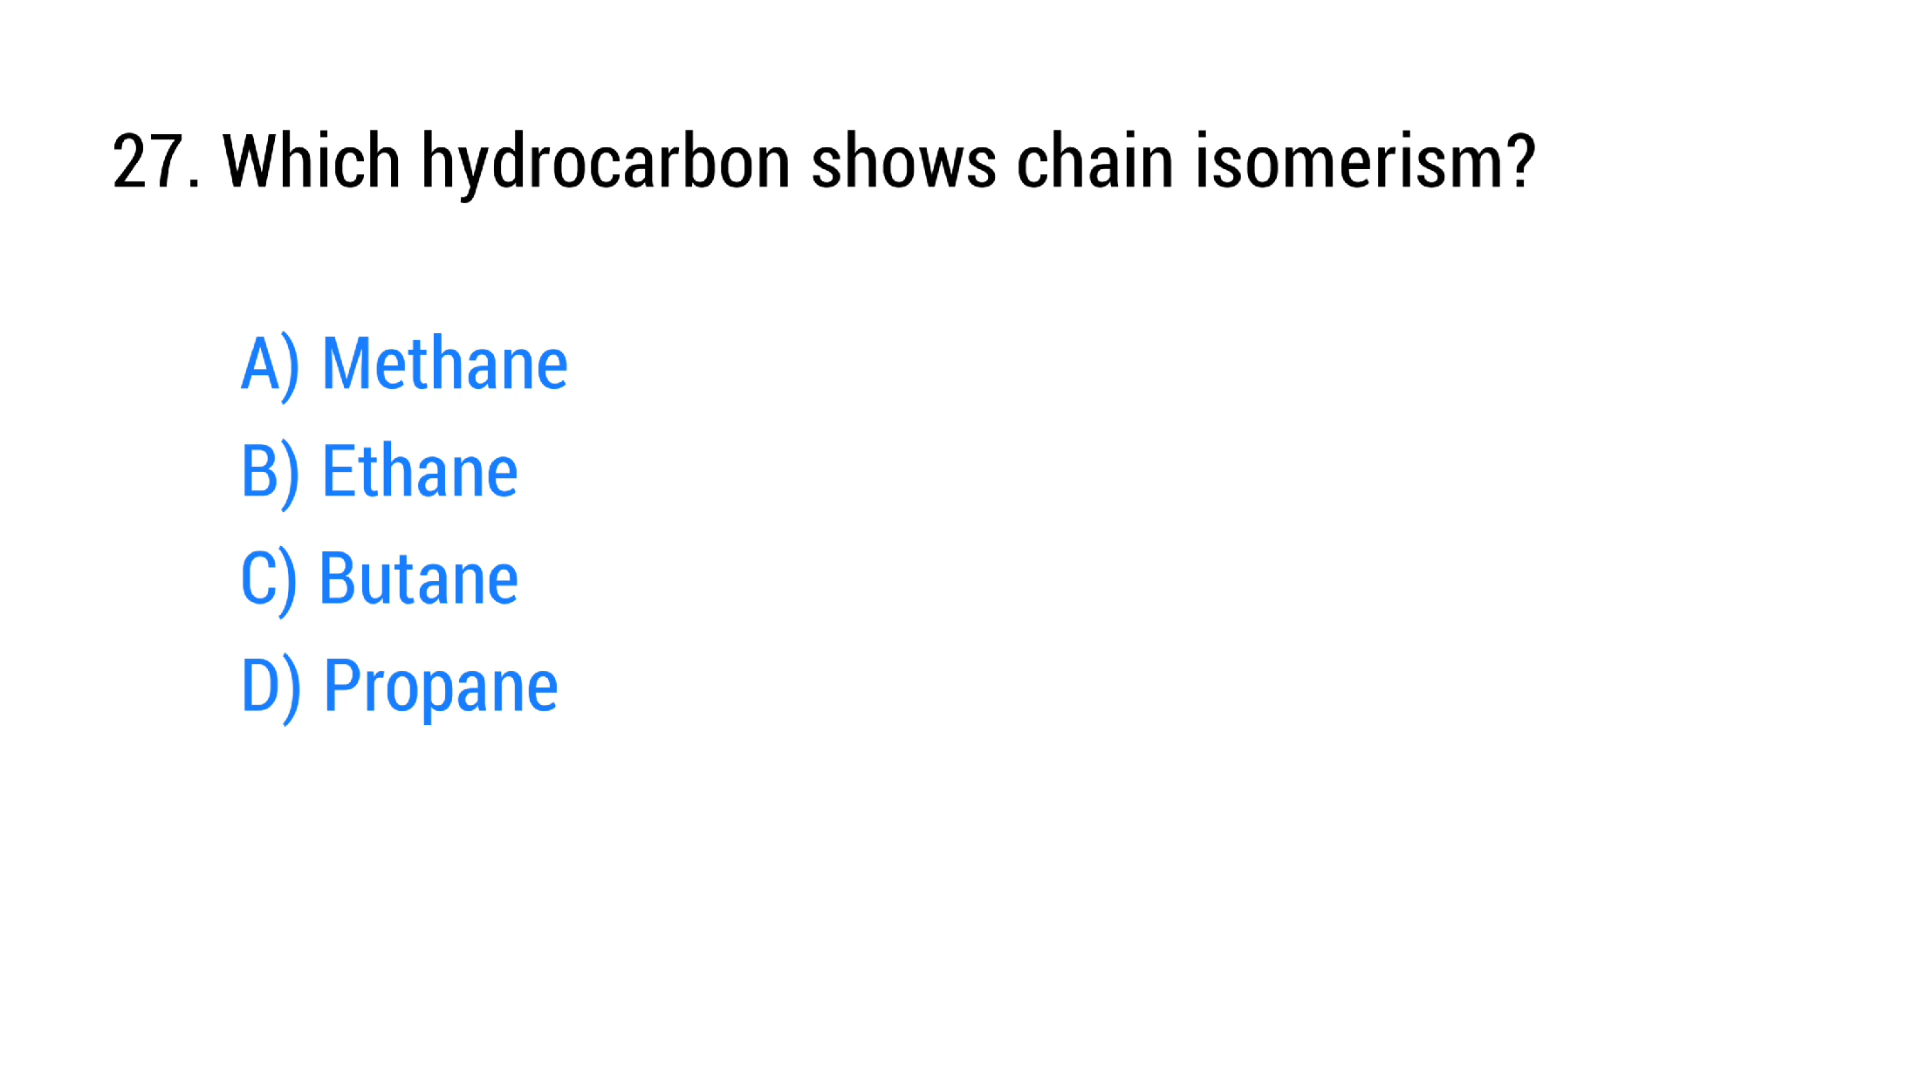 27. Which hydrocarbon shows chain isomerism?
A) Methane
B) Ethane
C) Butane
D) Propane